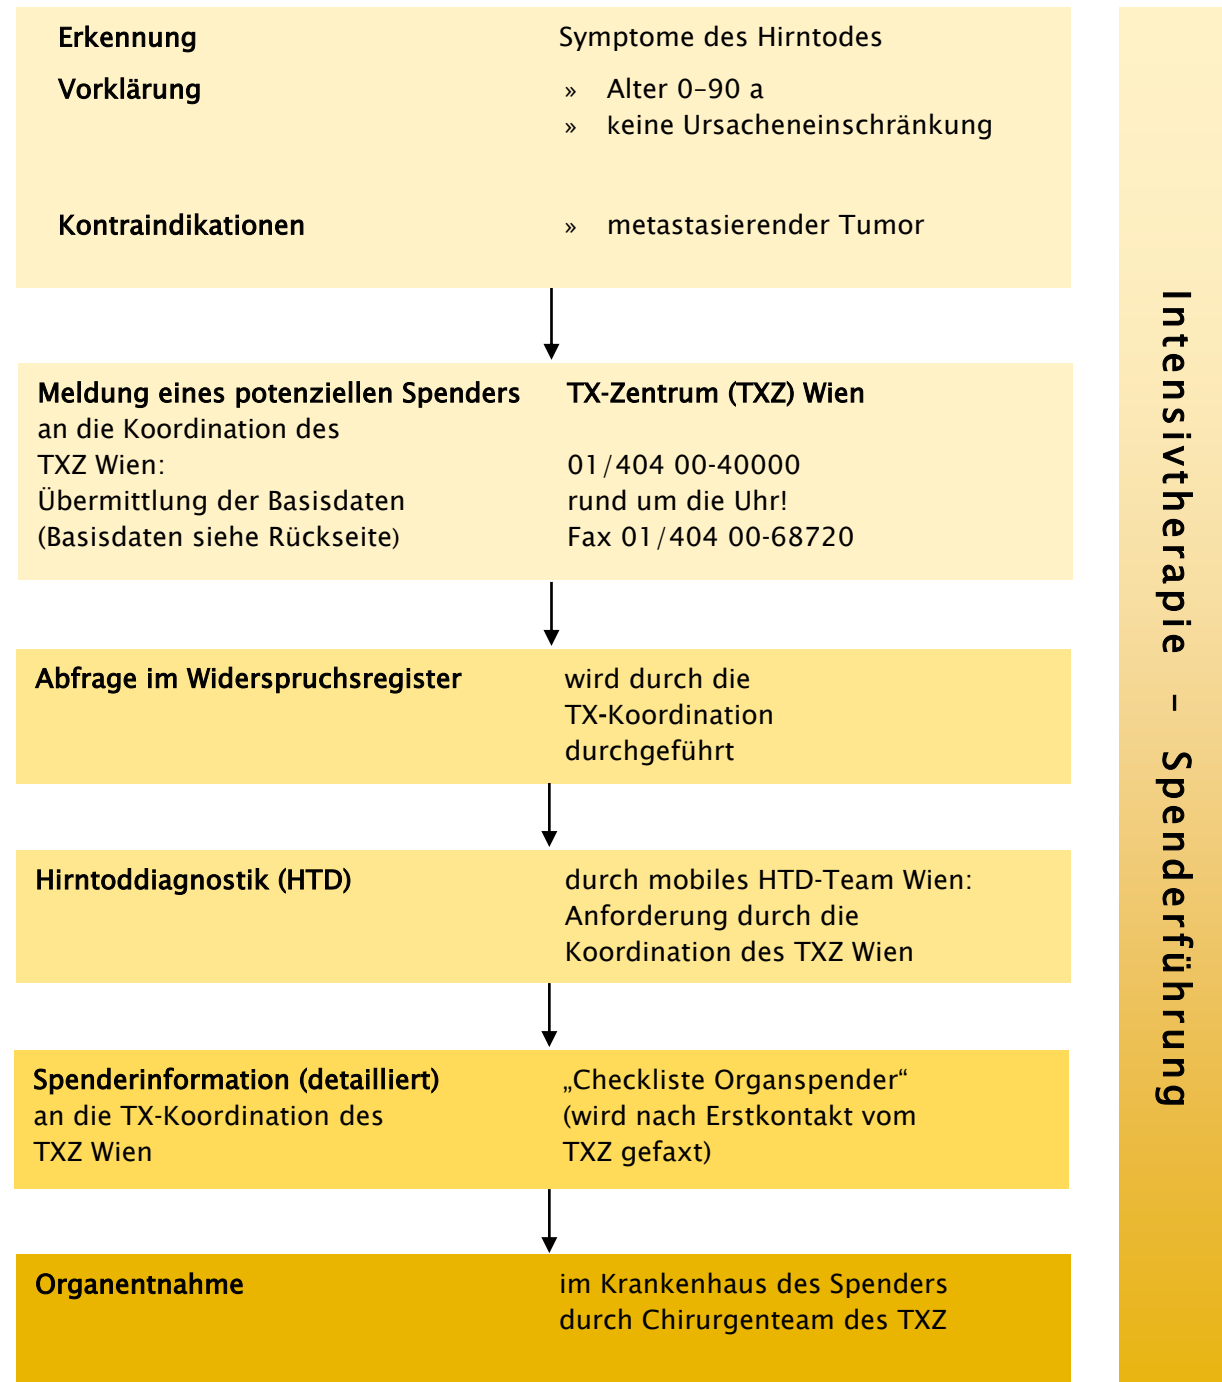 Erkennung Symptome des Hirntodes
Vorklärung » Alter 0–90 a
» keine Ursacheneinschränkung
Kontraindikationen » metastasierender Tumor
Meldung eines potenziellen Spenders TX-Zentrum (TXZ) Wien
an die Koordination des
TXZ Wien: 01/404 00-40000
Übermittlung der Basisdaten rund um die Uhr!
(Basisdaten siehe Rückseite) Fax 01/404 00-68720
Abfrage im Widerspruchsregister wird durch die
TX-Koordination
durchgeführt
Hirntoddiagnostik (HTD) durch mobiles HTD-Team Wien:
Anforderung durch die
Koordination des TXZ Wien
Spenderinformation (detailliert) „Checkliste Organspender“
an die TX-Koordination des (wird nach Erstkontakt vom
TXZ Wien TXZ gefaxt)
Organentnahme im Krankenhaus des Spenders
durch Chirurgenteam des TXZ
Intensivtherapie – Spenderführung